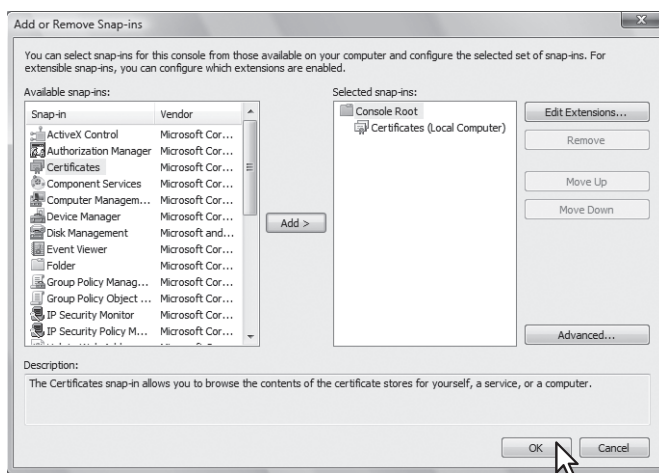 Add or Remove Snap-ins
You can select snap-ins for this console from those available on your computer and configure the selected set of snap-ins. For
extensible snap-ins, you can configure which extensions are enabled.
Available snap-ins:
Snap-in Vendor
ActiveX Control Microsoft Cor...
Authorization Manager Microsoft Cor...
Certificates Microsoft Cor...
Component Services Microsoft Cor...
Computer Managem... Microsoft Cor...
Device Manager Microsoft Cor...
Disk Management Microsoft and...
Event Viewer Microsoft Cor...
Folder Microsoft Cor...
Group Policy Manag... Microsoft Cor...
Group Policy Object ... Microsoft Cor...
IP Security Monitor Microsoft Cor...
IP Security Policy M... Microsoft Cor...
Add >
Selected snap-ins:
Console Root
Certificates (Local Computer)
Edit Extensions...
Remove
Move Up
Move Down
Advanced...
Description:
The Certificates snap-in allows you to browse the contents of the certificate stores for yourself, a service, or a computer.
OK
Cancel